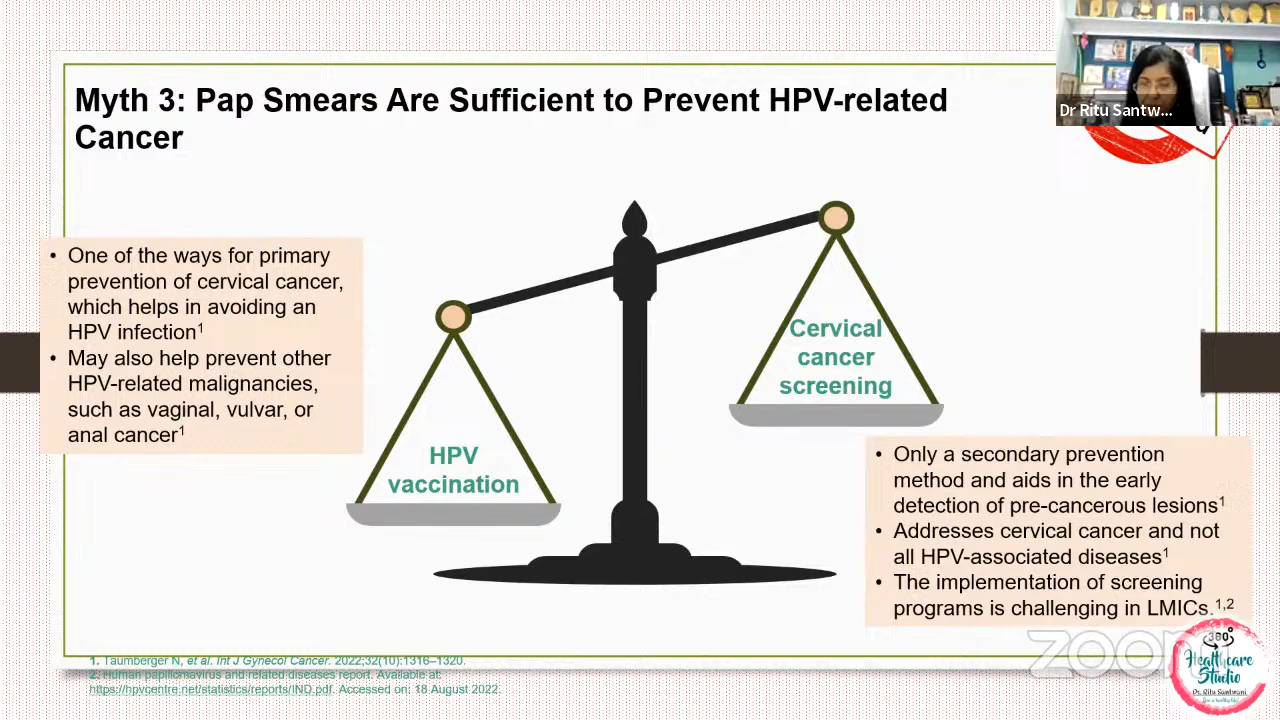 Myth 3: Pap Smears Are Sufficient to Prevent HPV-related
Cancer
Dr Ritu Santw...
• One of the ways for primary
prevention of cervical cancer,
which helps in avoiding an
HPV infection1
• May also help prevent other
HPV-related malignancies,
such as vaginal, vulvar, or
anal cancer1
HPV
vaccination
Cervical
cancer
screening
• Only a secondary prevention
method and aids in the early
detection of pre-cancerous lesions1
• Addresses cervical cancer and not
all HPV-associated diseases1
• The implementation of screening
programs is challenging in LMICs.1,2
1. Taumberger N, et al. Int J Gynecol Cancer. 2022;32(10):1316–1320.
2. Human papillomavirus and related diseases report. Available at:
https://hpvcentre.net/statistics/reports/IND.pdf. Accessed on: 18 August 2022.
zoom
360°
Healthcare
Studio
Dr. Ritu Santwani